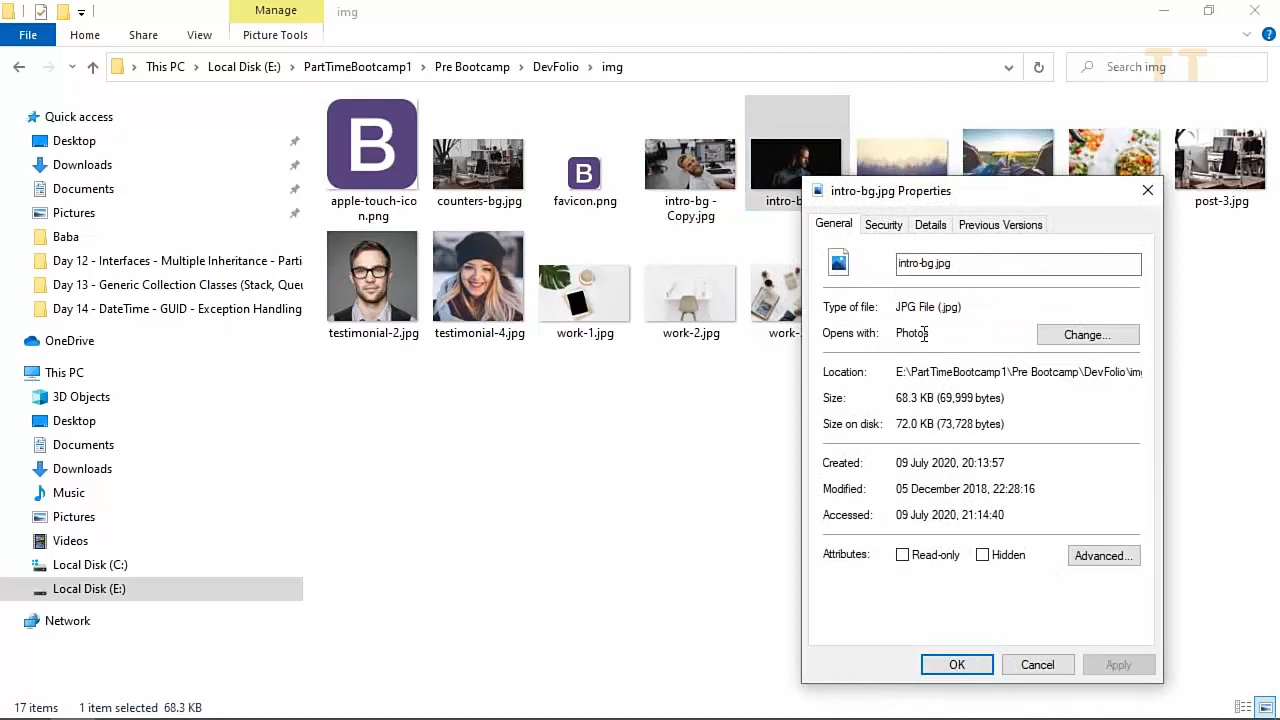 Manage
img
File
Home
Share
View
Picture Tools
This PC
Local Disk (E:)
PartTimeBootcamp1
Pre Bootcamp
DevFolio
img
Search img
TT
Quick access
Desktop
Downloads
Documents
Pictures
Baba
Day 12 - Interfaces - Multiple Inheritance - Parti
Day 13 - Generic Collection Classes (Stack, Queu
Day 14 - DateTime - GUID - Exception Handling
OneDrive
This PC
3D Objects
Desktop
Documents
Downloads
Music
Pictures
Videos
Local Disk (C:)
Local Disk (E:)
Network
B
B
apple-touch-ico
n.png
counters-bg.jpg
favicon.png
intro-bg -
Copy.jpg
intro-b
post-3.jpg
testimonial-2.jpg
testimonial-4.jpg
work-1.jpg
work-2.jpg
work-
intro-bg.jpg Properties
General
Security
Details
Previous Versions
intro-bg.jpg
Type of file: JPG File (.jpg)
Opens with: Photos
Change...
Location: E:\PartTimeBootcamp1\Pre Bootcamp\DevFolio\img
Size: 68.3 KB (69,999 bytes)
Size on disk: 72.0 KB (73,728 bytes)
Created: 09 July 2020, 20:13:57
Modified: 05 December 2018, 22:28:16
Accessed: 09 July 2020, 21:14:40
Attributes: Read-only Hidden Advanced...
OK Cancel Apply
17 items 1 item selected 68.3 KB